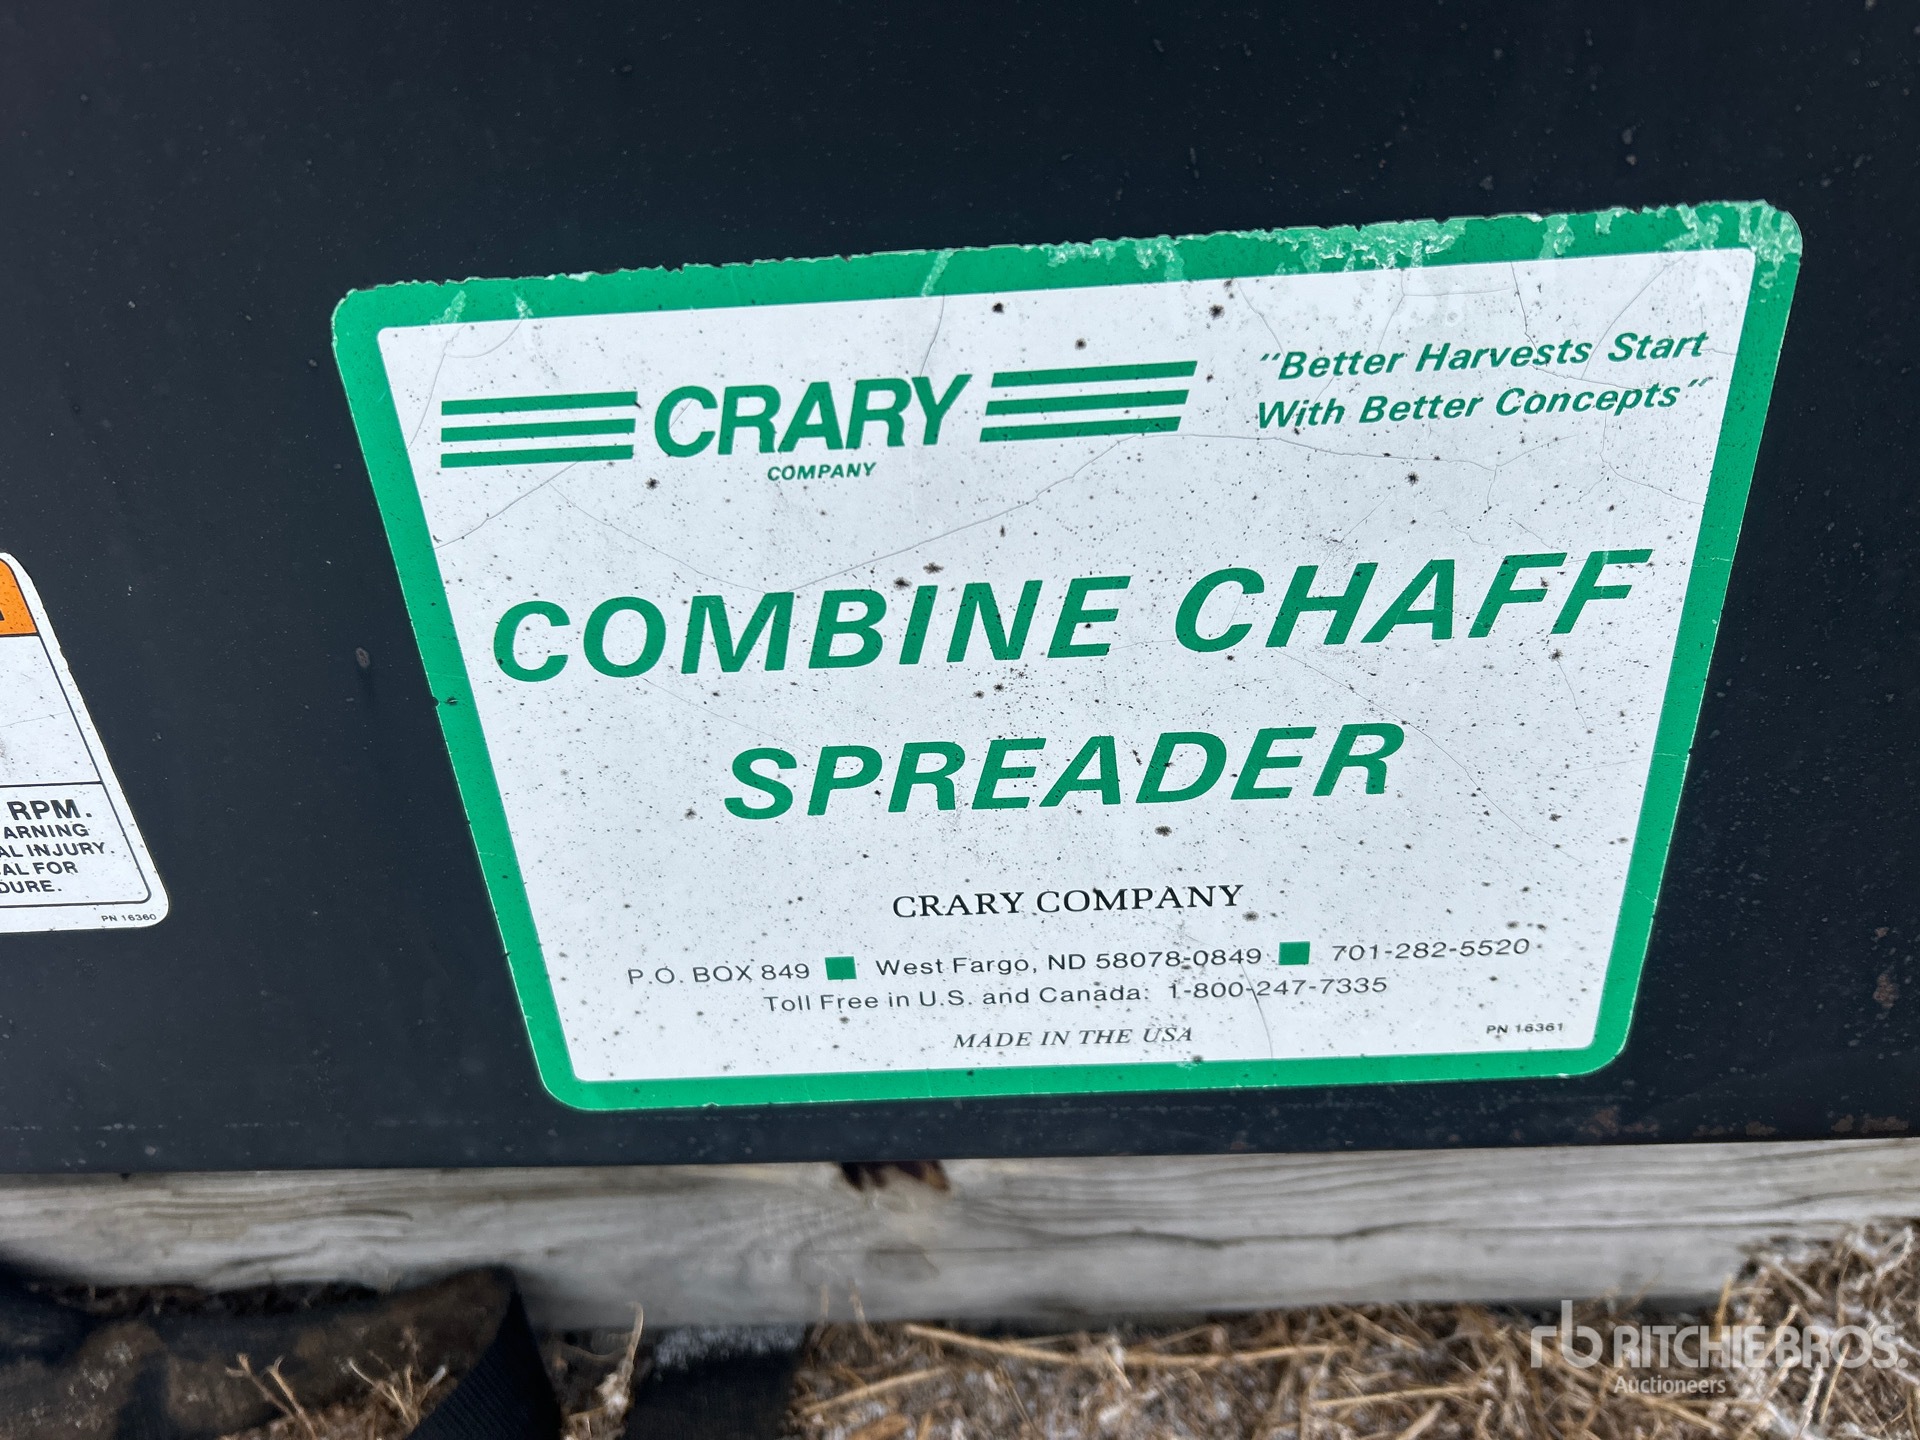 CRARY
COMPANY
"Better Harvests Start
With Better Concepts"
COMBINE CHAFF
SPREADER
CRARY COMPANY
P.O. BOX 849 ■ West Fargo, ND 58078-0849 ■ 701-282-5520
Toll Free in U.S. and Canada: 1-800-247-7335
MADE IN THE USA
PN 16361
RPM.
ARNING
AL INJURY.
AL FOR
DURE.
PN 16360
rb RITCHIE BROS.
Auctioneers